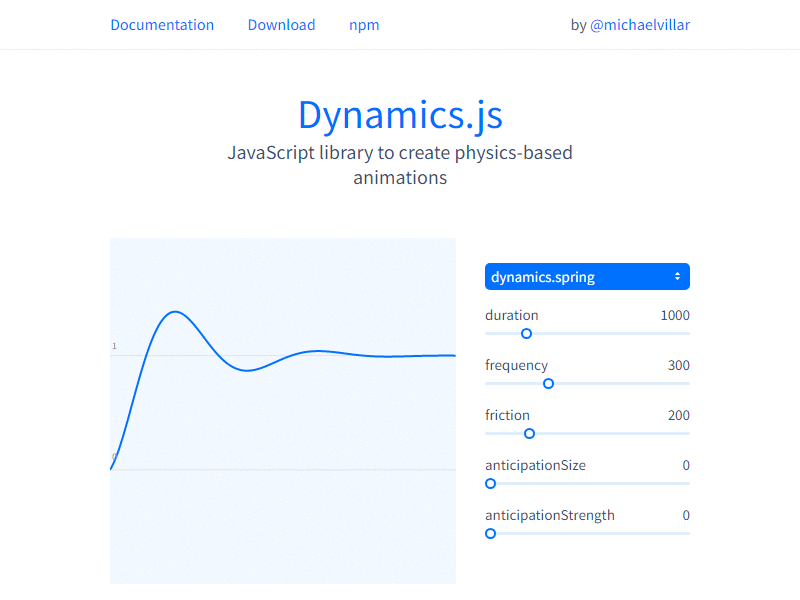 Documentation Download npm by @michaelvillar
Dynamics.js
JavaScript library to create physics-based
animations
dynamics.spring
1
0
duration 1000
frequency 300
friction 200
anticipationSize 0
anticipationStrength 0